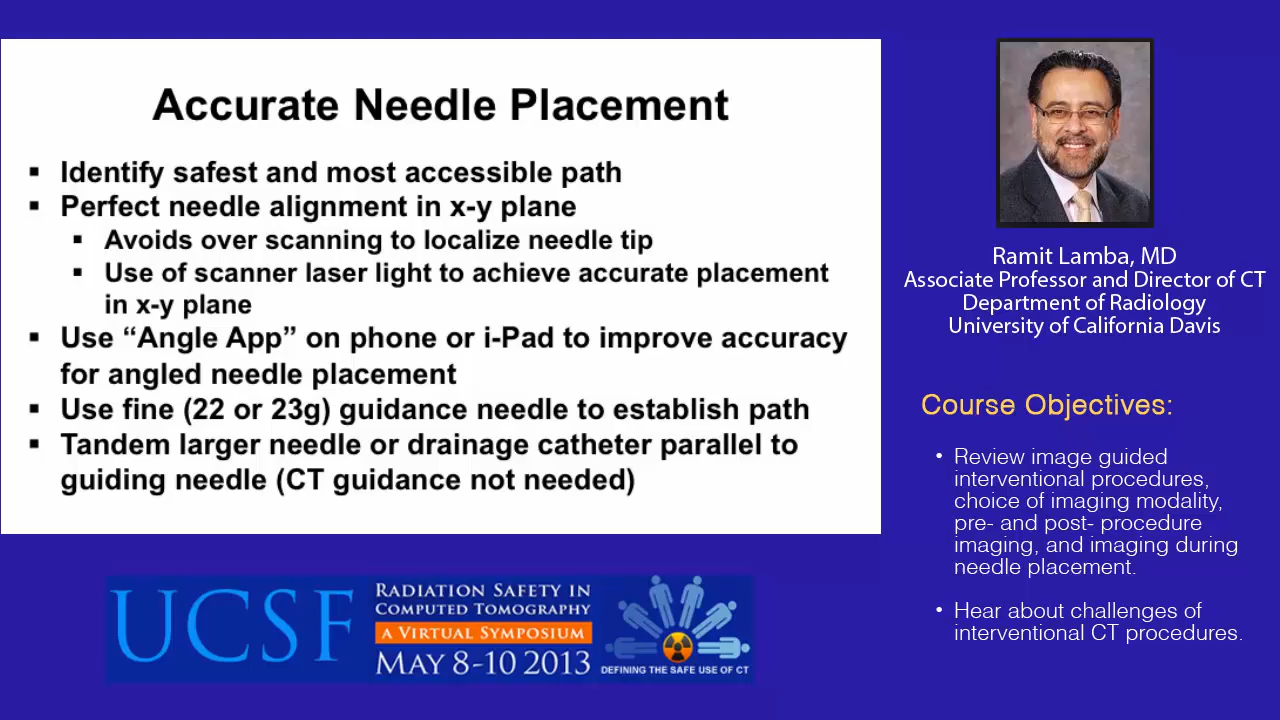 Accurate Needle Placement
▪ Identify safest and most accessible path
▪ Perfect needle alignment in x-y plane
▪ Avoids over scanning to localize needle tip
▪ Use of scanner laser light to achieve accurate placement
in x-y plane
▪ Use “Angle App” on phone or i-Pad to improve accuracy
for angled needle placement
▪ Use fine (22 or 23g) guidance needle to establish path
▪ Tandem larger needle or drainage catheter parallel to
guiding needle (CT guidance not needed)
UCSF
RADIATION SAFETY IN
COMPUTED TOMOGRAPHY
A VIRTUAL SYMPOSIUM
MAY 8-10 2013
DEFINING THE SAFE USE OF CT
Ramit Lamba, MD
Associate Professor and Director of CT
Department of Radiology
University of California Davis
Course Objectives:
• Review image guided
interventional procedures,
choice of imaging modality,
pre- and post- procedure
imaging, and imaging during
needle placement.
• Hear about challenges of
interventional CT procedures.